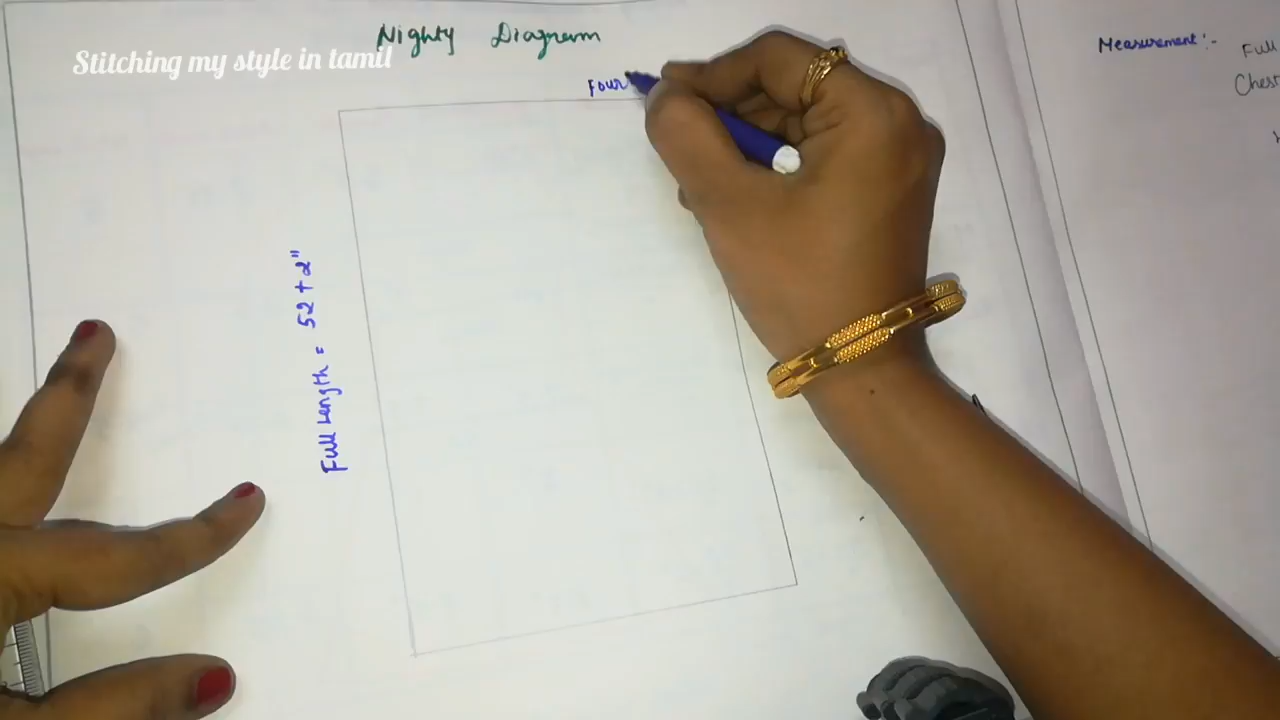 Nighty Diagram
Stitching my style in tamil
Four
Full Length = 52 + 2"
Measurement :-
Full
Chest